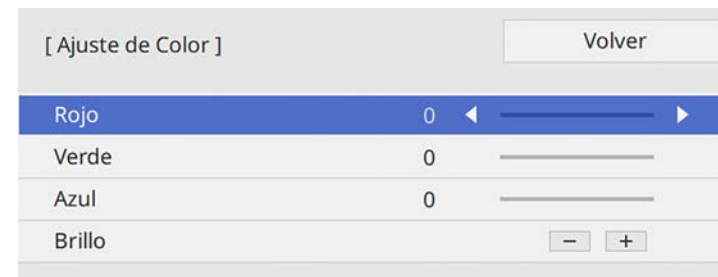 [ Ajuste de Color ] Volver
Rojo 0
Verde 0
Azul 0
Brillo − +